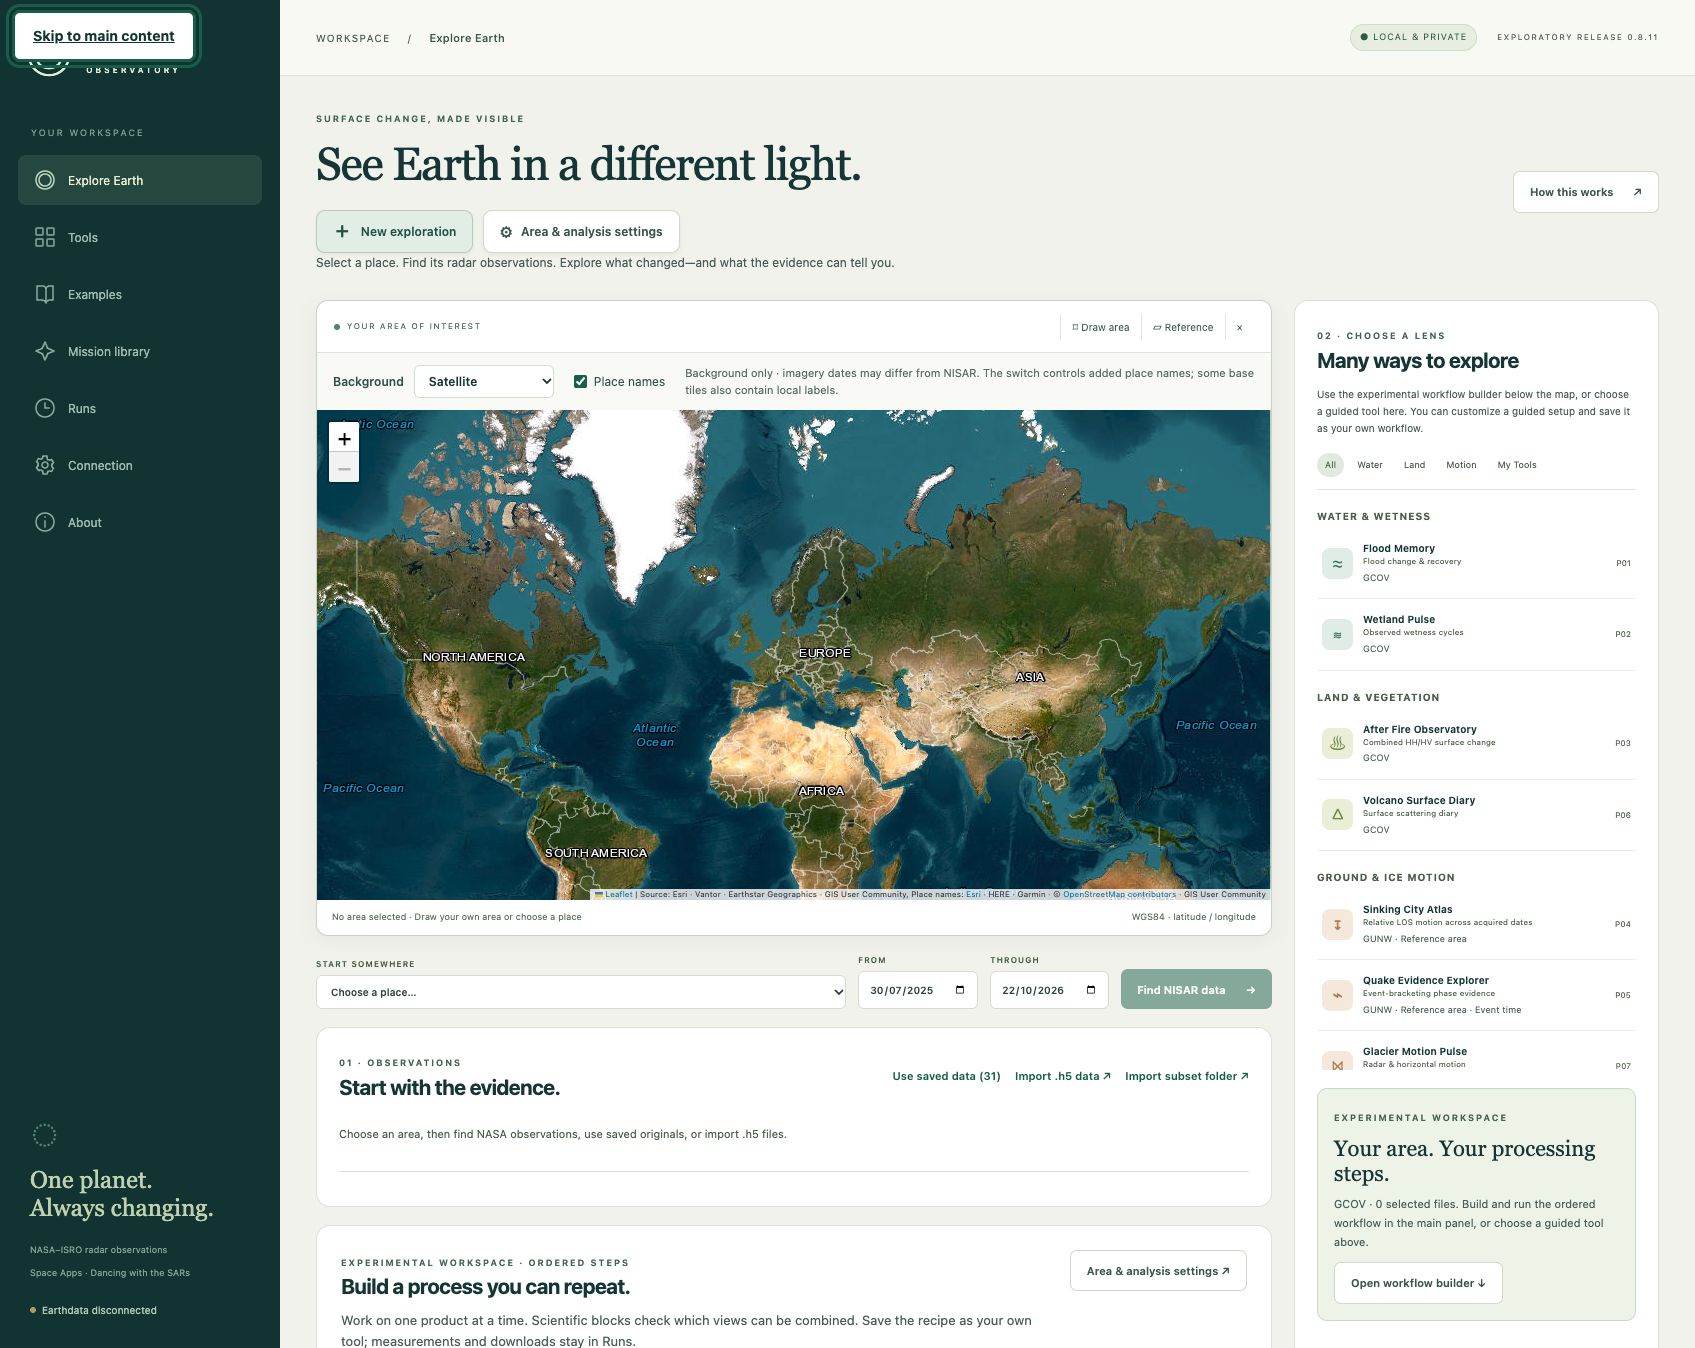 Skip to main content
OBSERVATORY
YOUR WORKSPACE
Explore Earth
Tools
Examples
Mission library
Runs
Connection
About
One planet.
Always changing.
NASA–ISRO radar observations
Space Apps · Dancing with the SARs
Earthdata disconnected
WORKSPACE / Explore Earth
LOCAL & PRIVATE
EXPLORATORY RELEASE 0.8.11
SURFACE CHANGE, MADE VISIBLE
See Earth in a different light.
How this works ↗
+ New exploration
⚙ Area & analysis settings
Select a place. Find its radar observations. Explore what changed—and what the evidence can tell you.
YOUR AREA OF INTEREST
Draw area
Reference
×
Background
Satellite
Place names
Background only · imagery dates may differ from NISAR. The switch controls added place names; some base
tiles also contain local labels.
+
−
tic Ocean
NORTH AMERICA
EUROPE
ASIA
Atlantic
Ocean
Pacific Ocean
Pacific Ocean
AFRICA
SOUTH AMERICA
Leaflet | Source: Esri · Vantor · Earthstar Geographics · GIS User Community, Place names: Esri · HERE · Garmin · © OpenStreetMap contributors · GIS User Community
No area selected · Draw your own area or choose a place
WGS84 · latitude / longitude
START SOMEWHERE
Choose a place...
FROM
30/07/2025
THROUGH
22/10/2026
Find NISAR data →
01 · OBSERVATIONS
Start with the evidence.
Use saved data (31)
Import .h5 data ↗
Import subset folder ↗
Choose an area, then find NASA observations, use saved originals, or import .h5 files.
EXPERIMENTAL WORKSPACE · ORDERED STEPS
Build a process you can repeat.
Area & analysis settings ↗
Work on one product at a time. Scientific blocks check which views can be combined. Save the recipe as your own
tool; measurements and downloads stay in Runs.
02 · CHOOSE A LENS
Many ways to explore
Use the experimental workflow builder below the map, or choose
a guided tool here. You can customize a guided setup and save it
as your own workflow.
All
Water
Land
Motion
My Tools
WATER & WETNESS
Flood Memory
Flood change & recovery
GCOV
P01
Wetland Pulse
Observed wetness cycles
GCOV
P02
LAND & VEGETATION
After Fire Observatory
Combined HH/HV surface change
GCOV
P03
Volcano Surface Diary
Surface scattering diary
GCOV
P06
GROUND & ICE MOTION
Sinking City Atlas
Relative LOS motion across acquired dates
GUNW · Reference area
P04
Quake Evidence Explorer
Event-bracketing phase evidence
GUNW · Reference area · Event time
P05
Glacier Motion Pulse
Radar & horizontal motion
P07
EXPERIMENTAL WORKSPACE
Your area. Your processing
steps.
GCOV · 0 selected files. Build and run the ordered
workflow in the main panel, or choose a guided tool
above.
Open workflow builder ↓